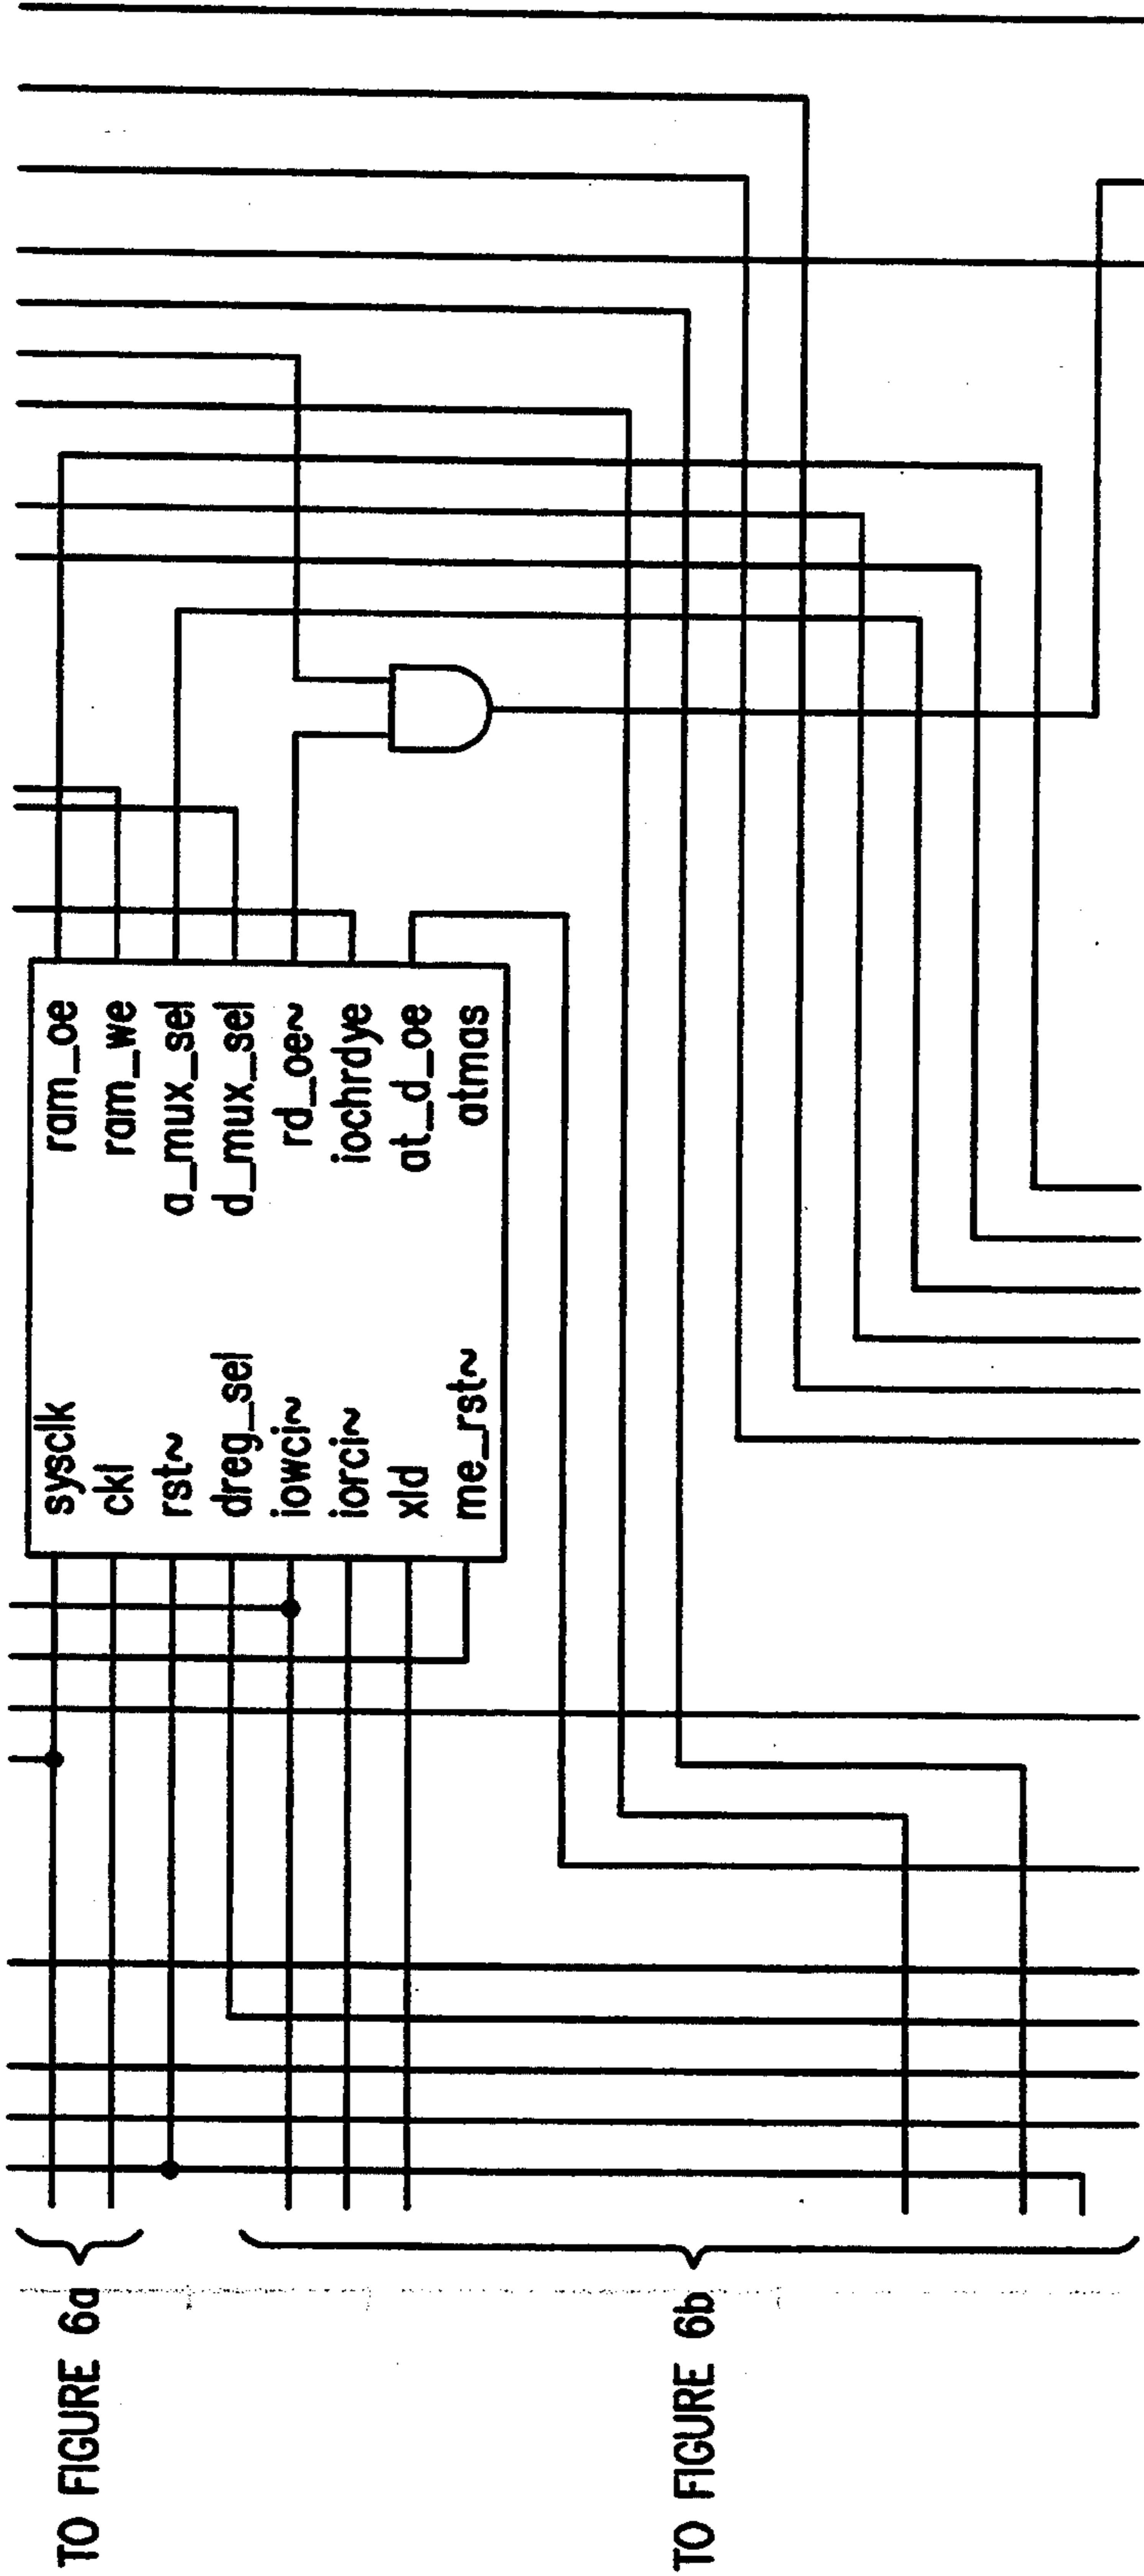 sysclk
ckl
rst~
dreg_sel
iowci~
iorci~
xld
me_rst~
ram_oe
ram_we
a_mux_sel
d_mux_sel
rd_oe~
iochrdye
at_d_oe
atmas
TO FIGURE 6a
TO FIGURE 6b